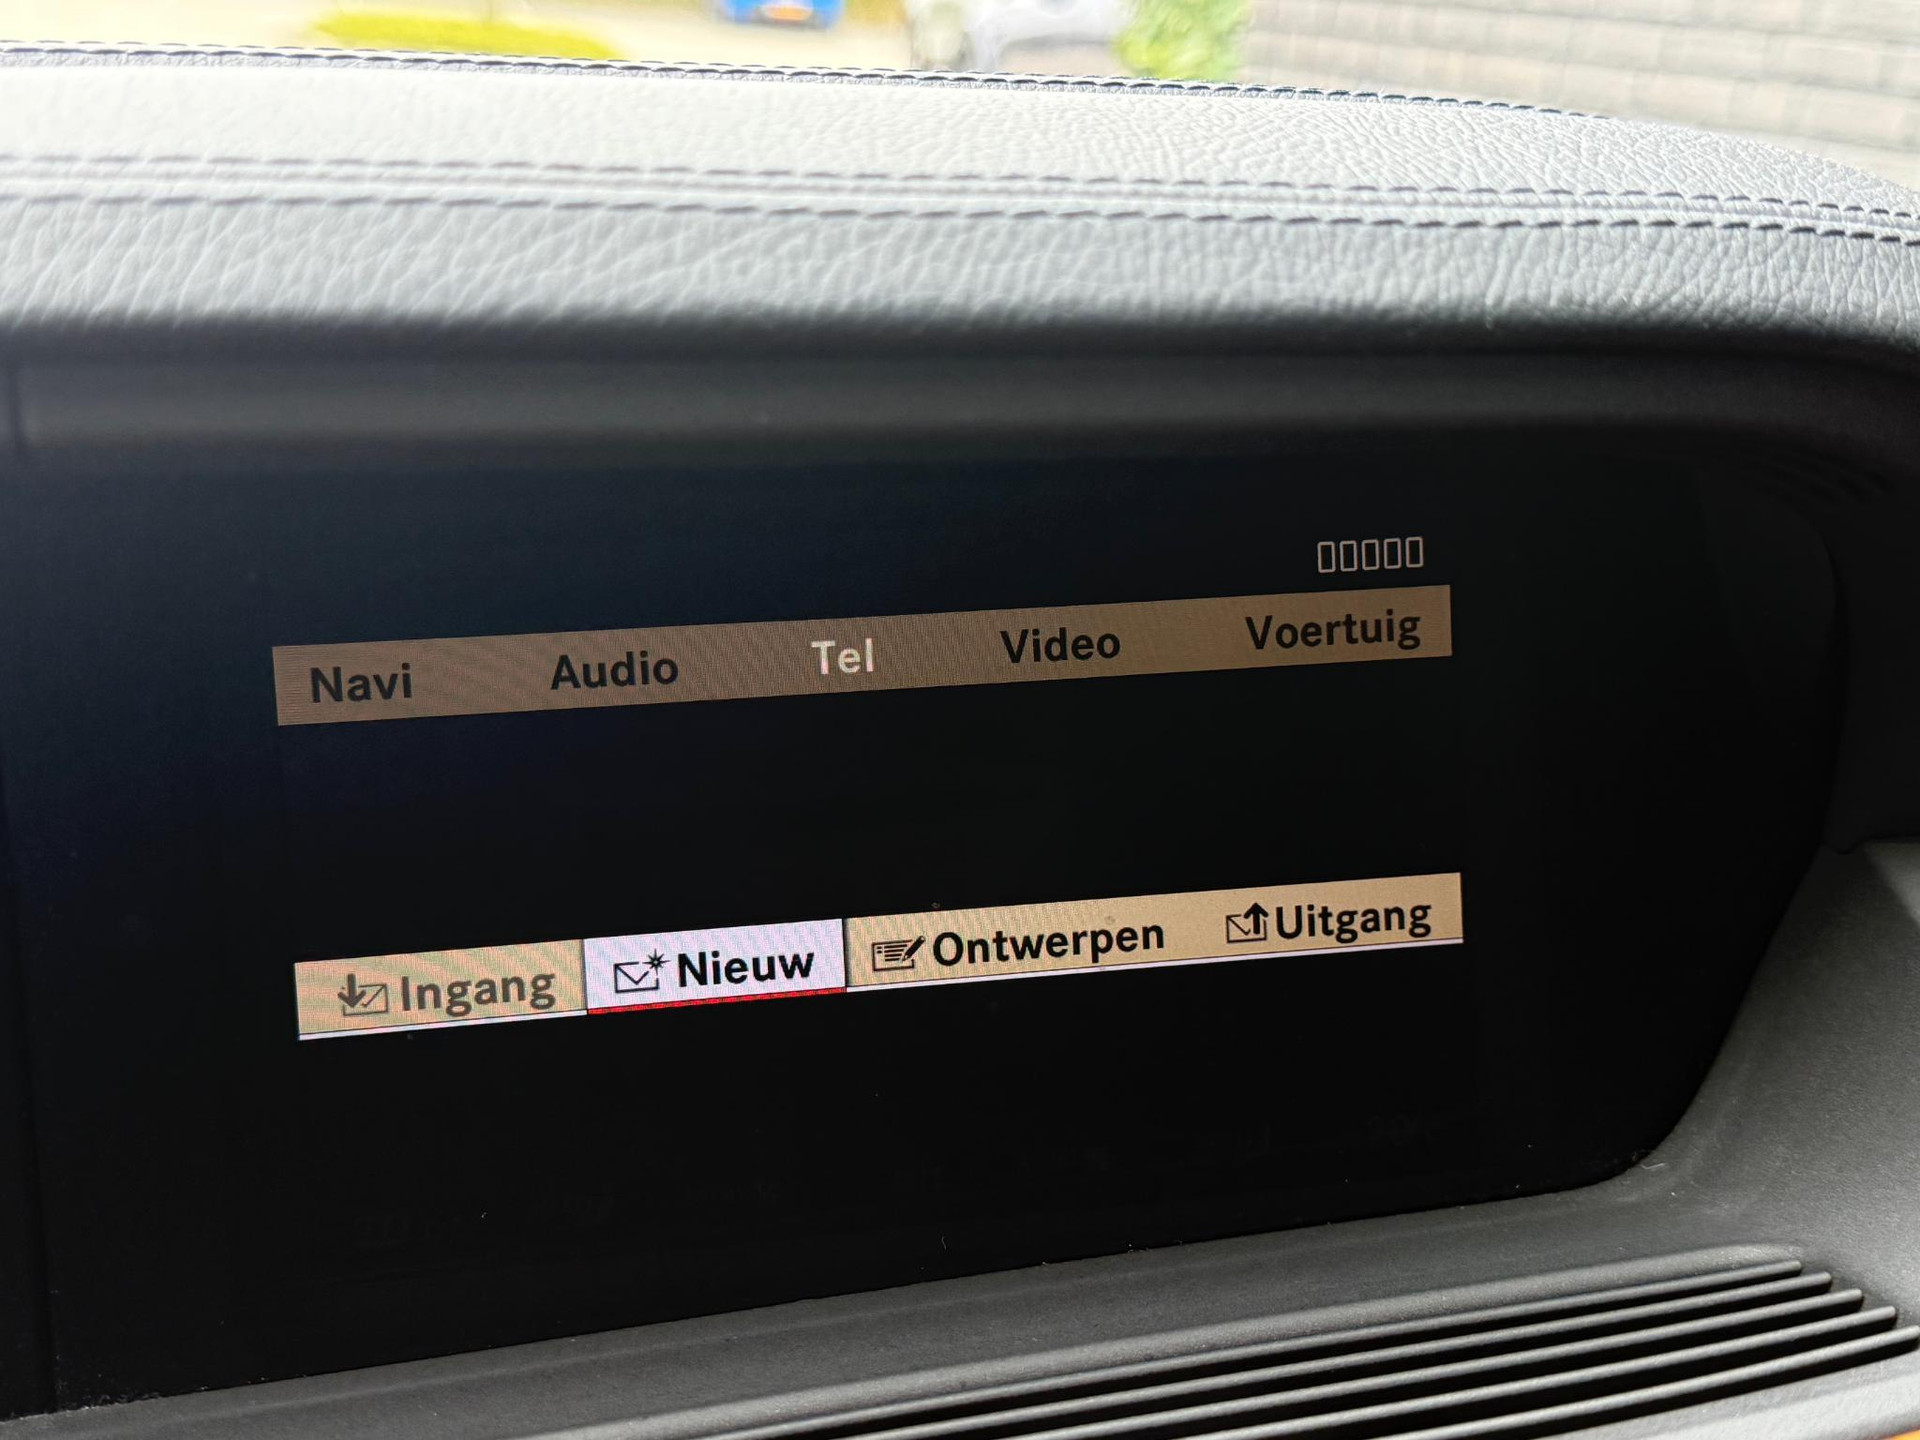 Navi Audio Tel Video Voertuig
Ingang Nieuw Ontwerpen Uitgang